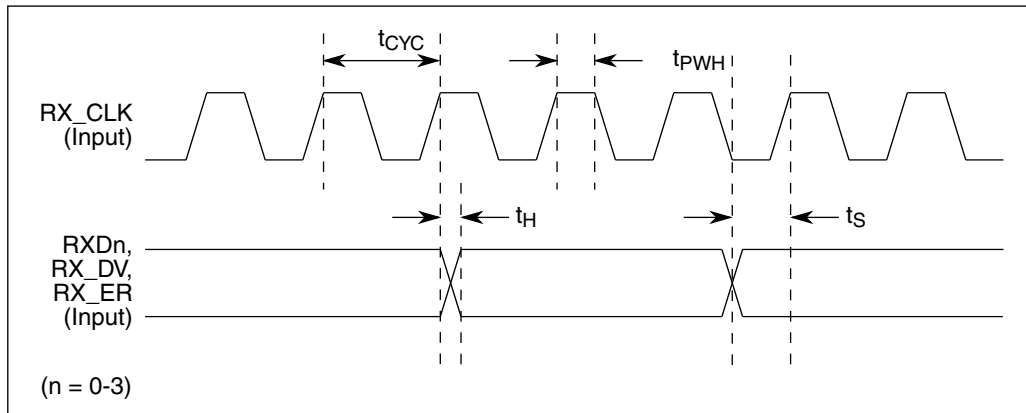 tCYC
tPWH
RX_CLK
(Input)
tH
tS
RXDn,
RX_DV,
RX_ER
(Input)
(n = 0-3)